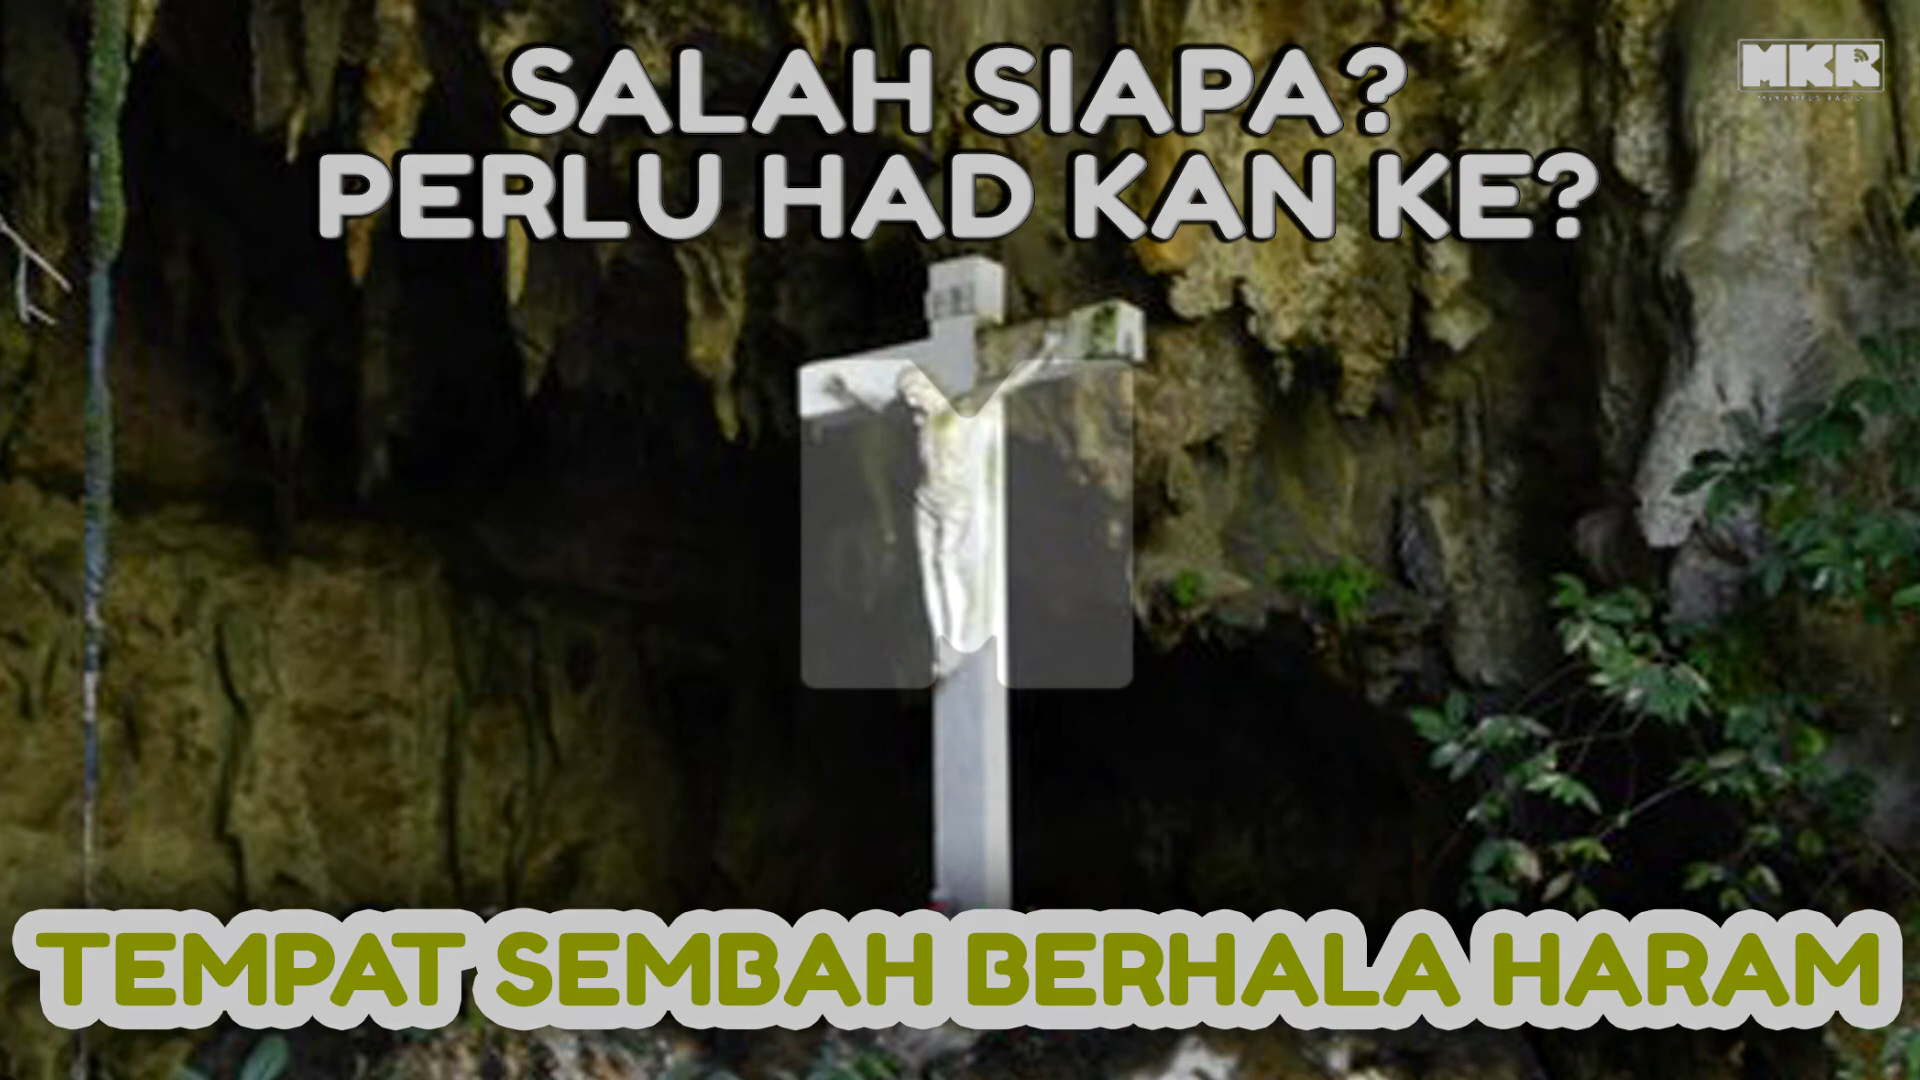 SALAH SIAPA?
MKR
PERLU HAD KAN KE?
TEMPAT SEMBAH BERHALA HARAM